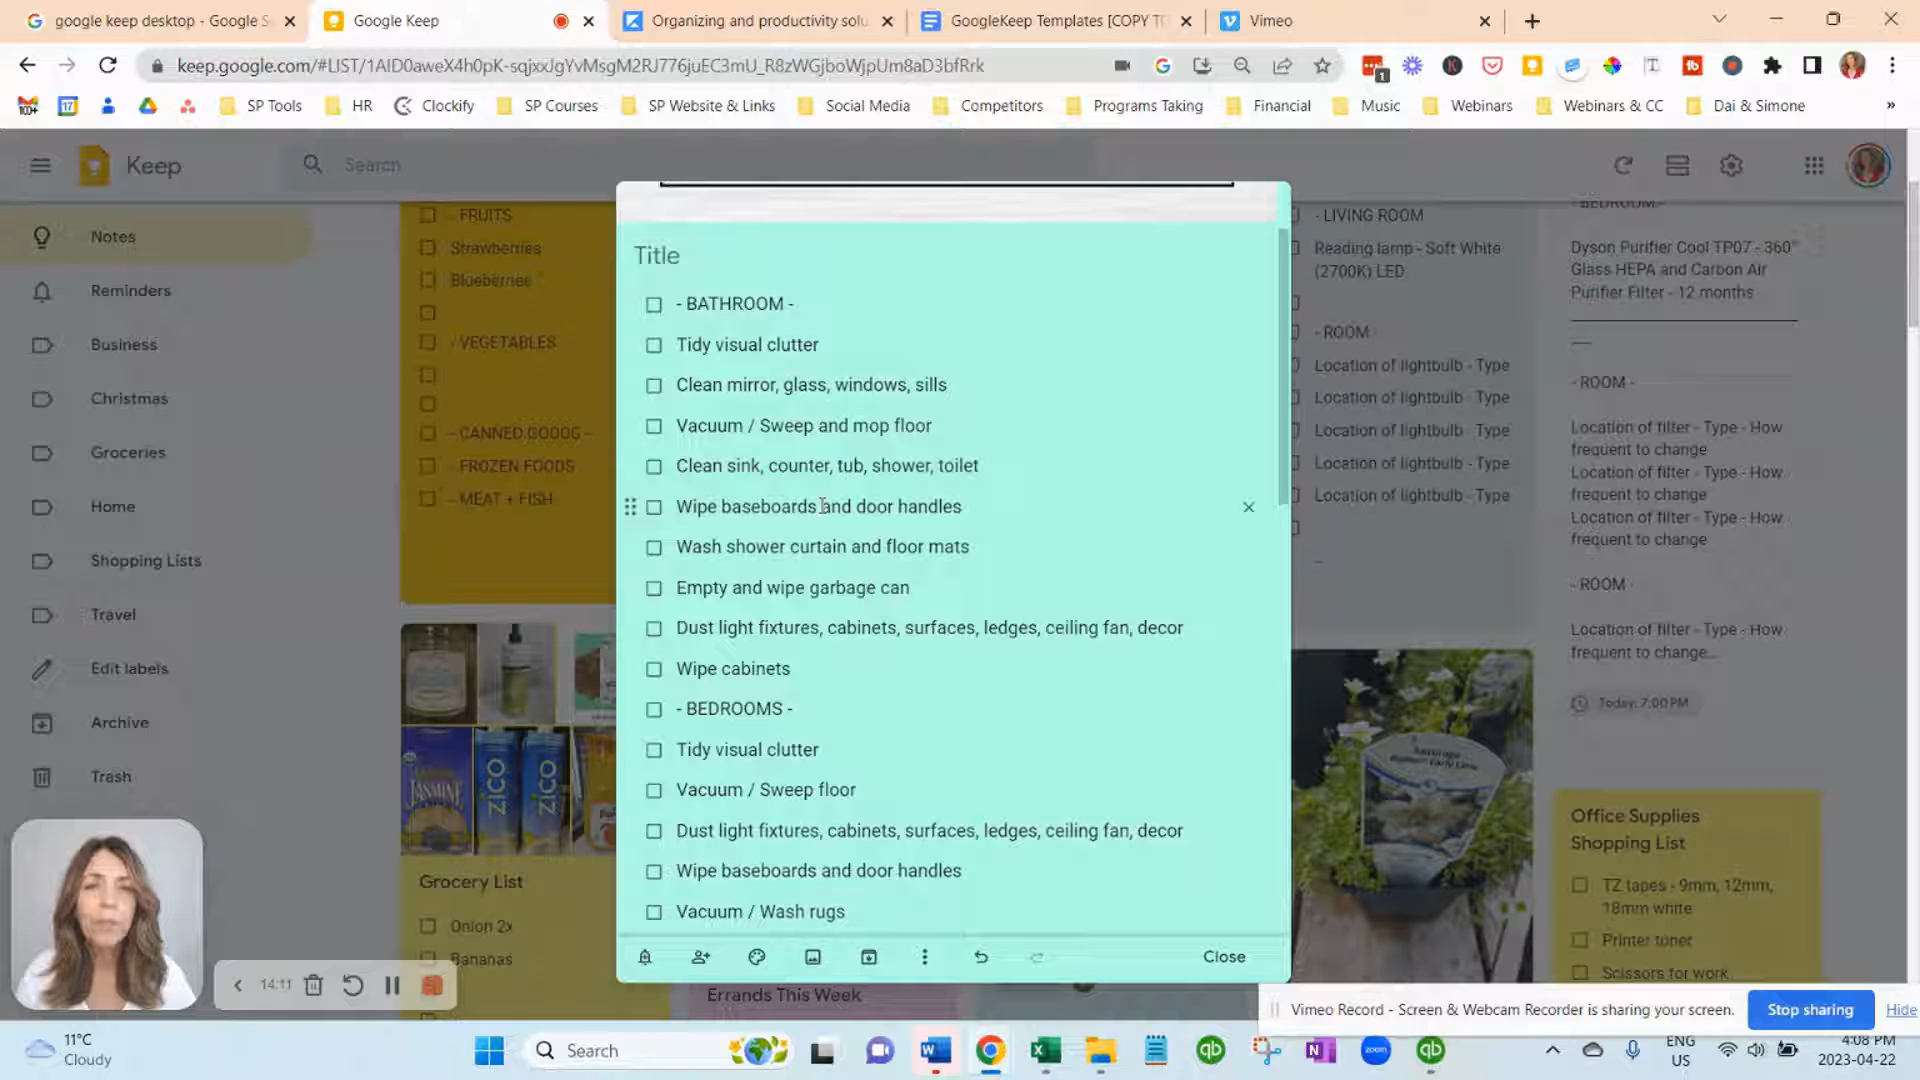 google keep desktop - Google S
Google Keep
Organizing and productivity solu
GoogleKeep Templates [COPY TO
Vimeo
keep.google.com/#LIST/1AID0aweX4h0pK-sqjxxJgYvMsgM2RJ776juEC3mU_R8zWGjboWjpUm8aD3bfRrk
SP Tools
HR
Clockify
SP Courses
SP Website & Links
Social Media
Competitors
Programs Taking
Financial
Music
Webinars
Webinars & CC
Dai & Simone
»
Keep
Search
Notes
Reminders
Business
Christmas
Groceries
Home
Shopping Lists
Travel
Edit labels
Archive
Trash
- FRUITS
Strawberries
Blueberries
- VEGETABLES
- CANNED GOOOG -
- FROZEN FOODS
- MEAT + FISH
JASMINE
ZICO
ZICO
Grocery List
Onion 2x
Bananas
Errands This Week
Title
- BATHROOM -
Tidy visual clutter
Clean mirror, glass, windows, sills
Vacuum / Sweep and mop floor
Clean sink, counter, tub, shower, toilet
Wipe baseboards and door handles
Wash shower curtain and floor mats
Empty and wipe garbage can
Dust light fixtures, cabinets, surfaces, ledges, ceiling fan, decor
Wipe cabinets
- BEDROOMS -
Tidy visual clutter
Vacuum / Sweep floor
Dust light fixtures, cabinets, surfaces, ledges, ceiling fan, decor
Wipe baseboards and door handles
Vacuum / Wash rugs
Close
- LIVING ROOM
Reading lamp - Soft White
(2700K) LED
- ROOM -
Location of lightbulb - Type
Location of lightbulb - Type
Location of lightbulb - Type
Location of lightbulb - Type
Location of lightbulb - Type
- BEDROOM -
Dyson Purifier Cool TP07 - 360°
Glass HEPA and Carbon Air
Purifier Filter - 12 months
- ROOM -
Location of filter - Type - How
frequent to change
Location of filter - Type - How
frequent to change
Location of filter - Type - How
frequent to change
- ROOM
Location of filter - Type - How
frequent to change...
Today, 7:00 PM
Office Supplies
Shopping List
TZ tapes - 9mm, 12mm,
18mm white
Printer toner
Scissors for work
14:11
Vimeo Record - Screen & Webcam Recorder is sharing your screen.
Stop sharing
Hide
11°C
Cloudy
Search
zoom
ENG
US
4:08 PM
2023-04-22